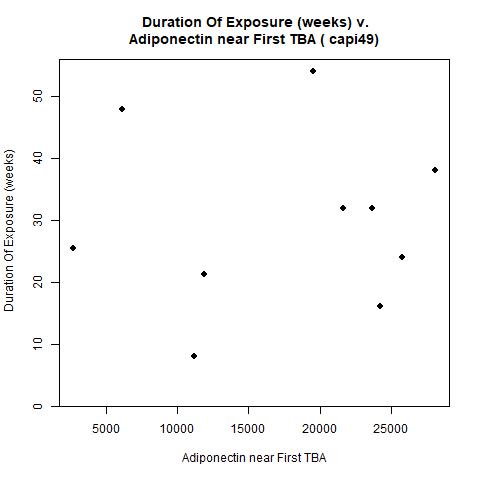 Duration Of Exposure (weeks) v.
Adiponectin near First TBA ( capi49)
Duration Of Exposure (weeks)
50
40
30
20
10
0
5000
10000
15000
20000
25000
Adiponectin near First TBA